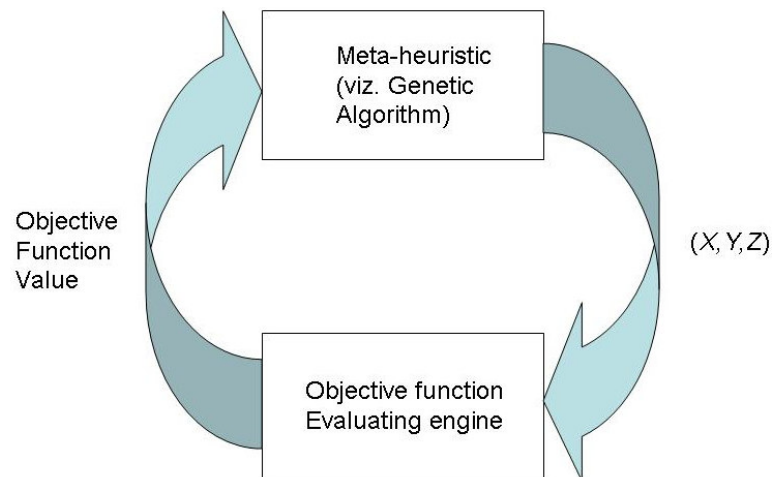 Meta-heuristic
(viz. Genetic
Algorithm)
Objective
Function
Value
(X,Y,Z)
Objective function
Evaluating engine